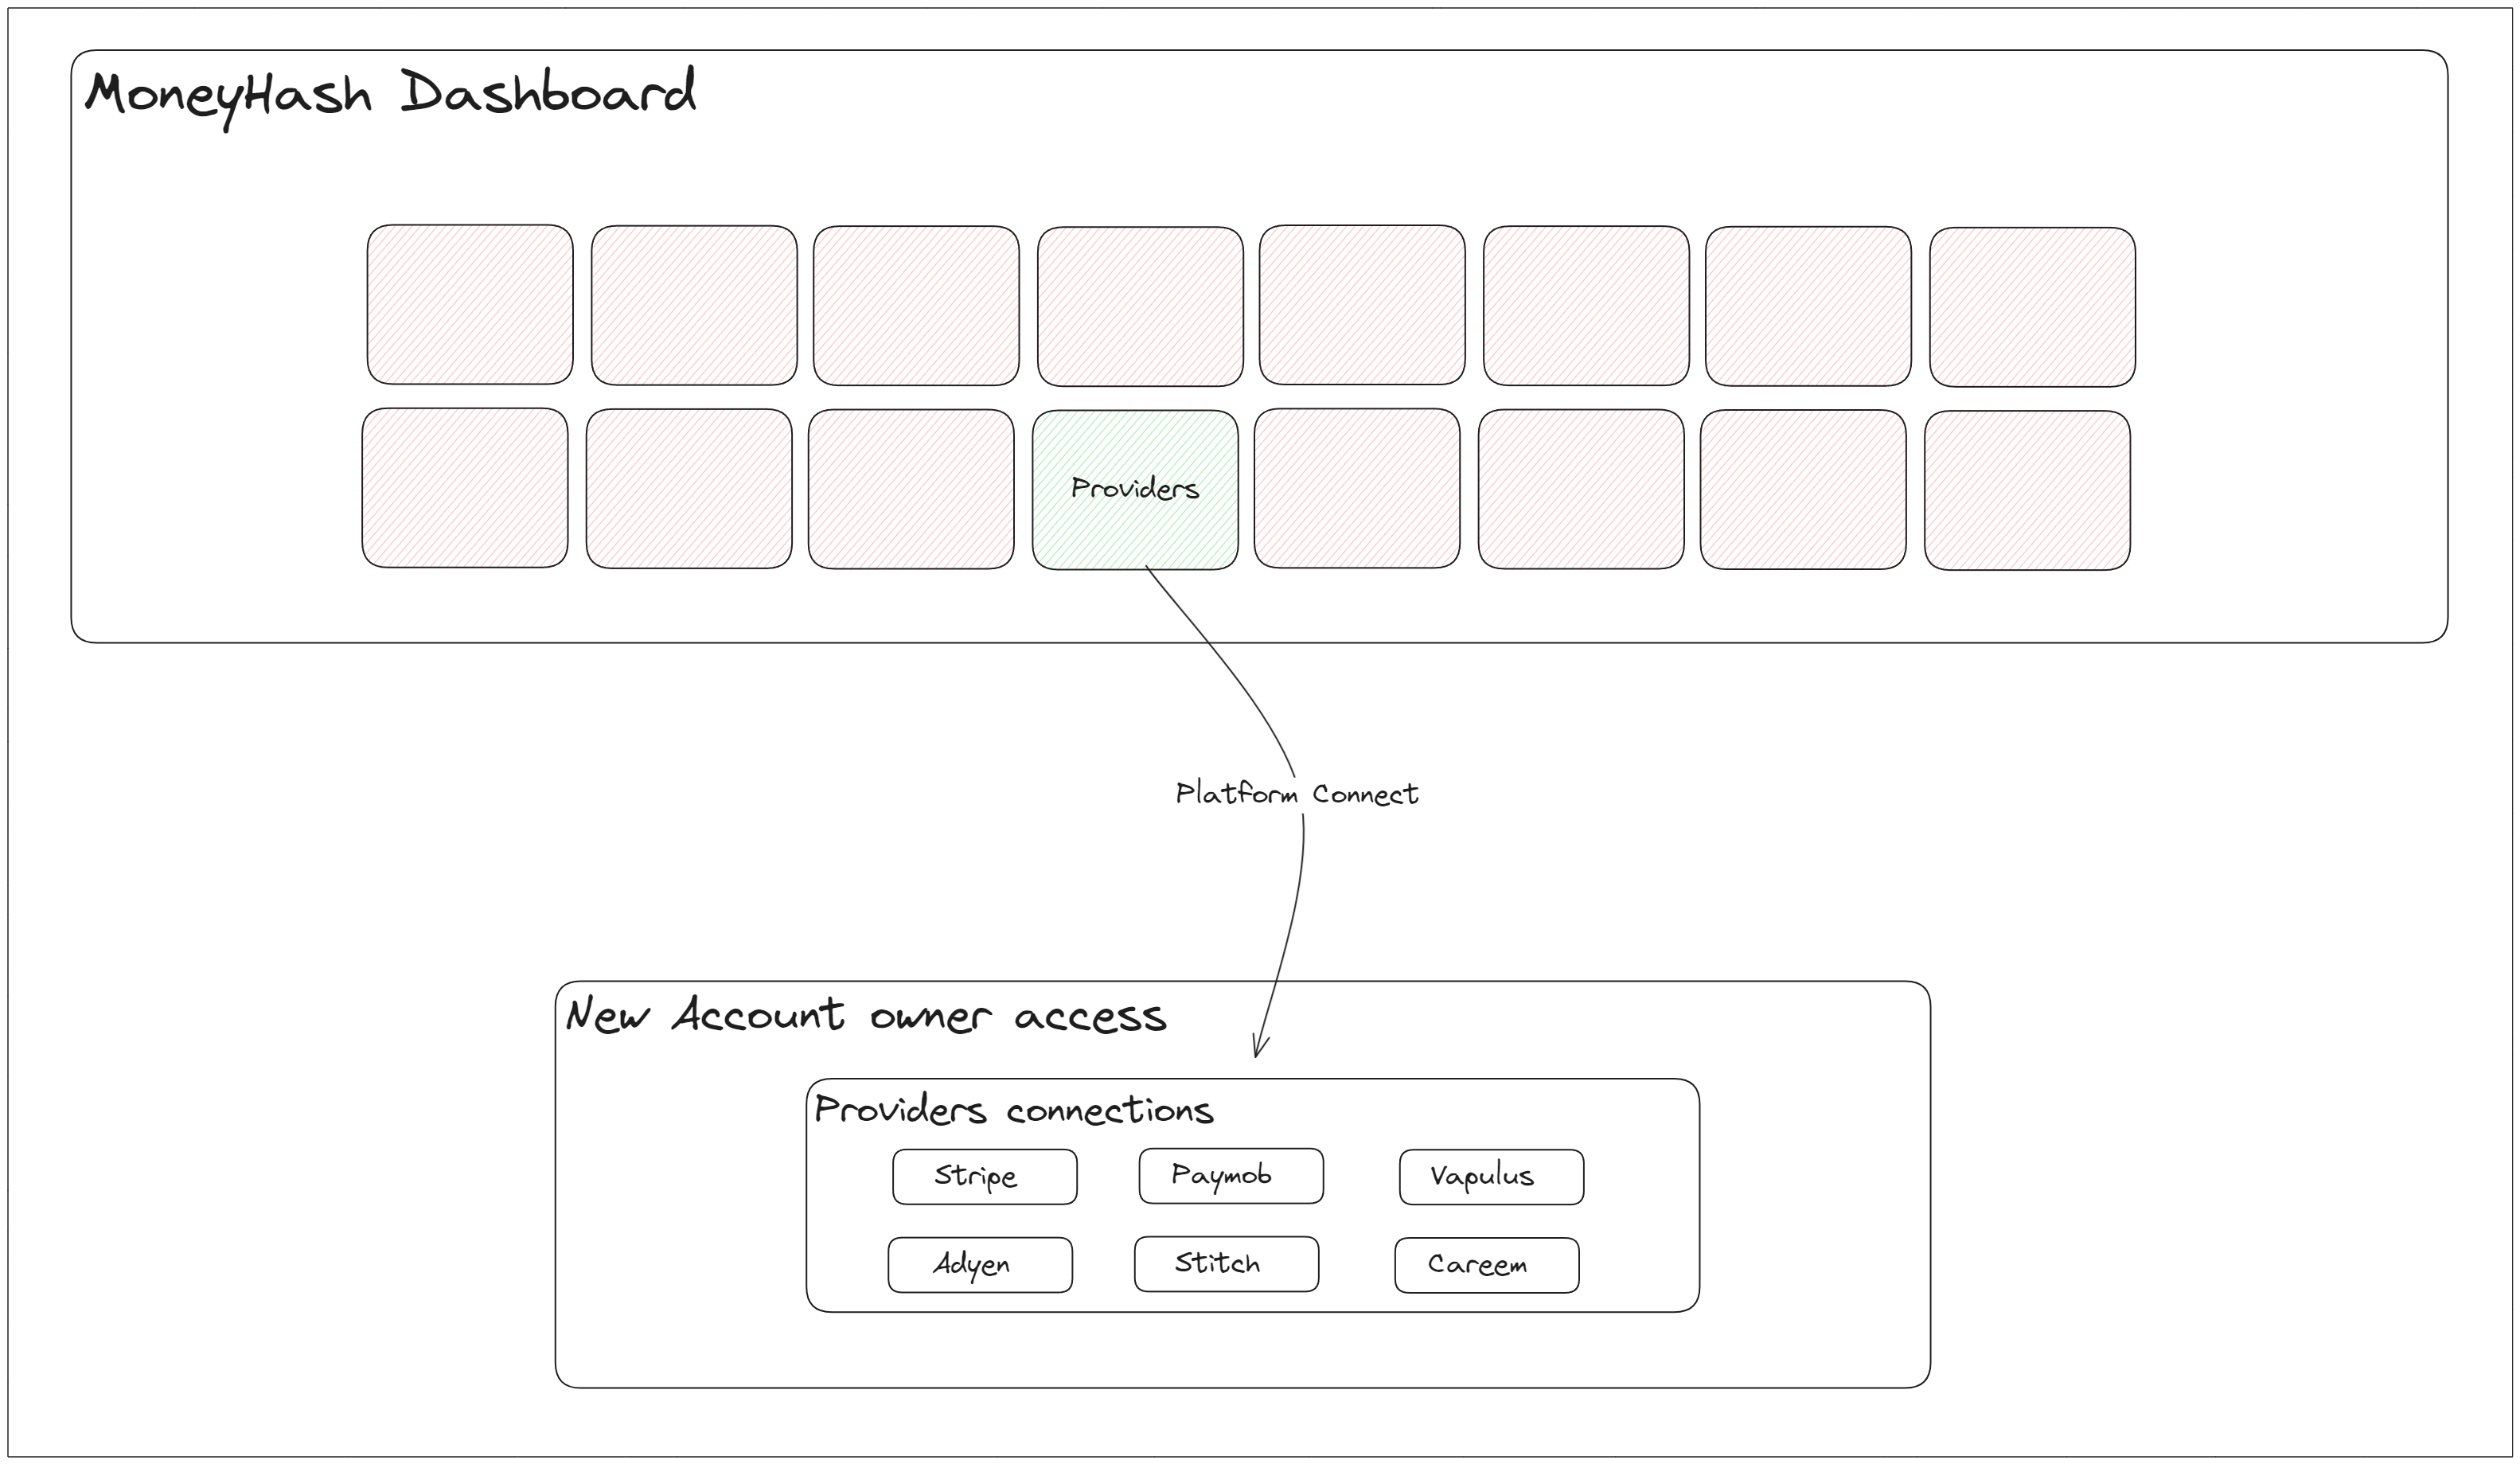 MoneyHash Dashboard
Providers
Platform Connect
New Account owner access
Providers connections
Stripe
Paymob
Vapulus
Adyen
Stitch
Careem